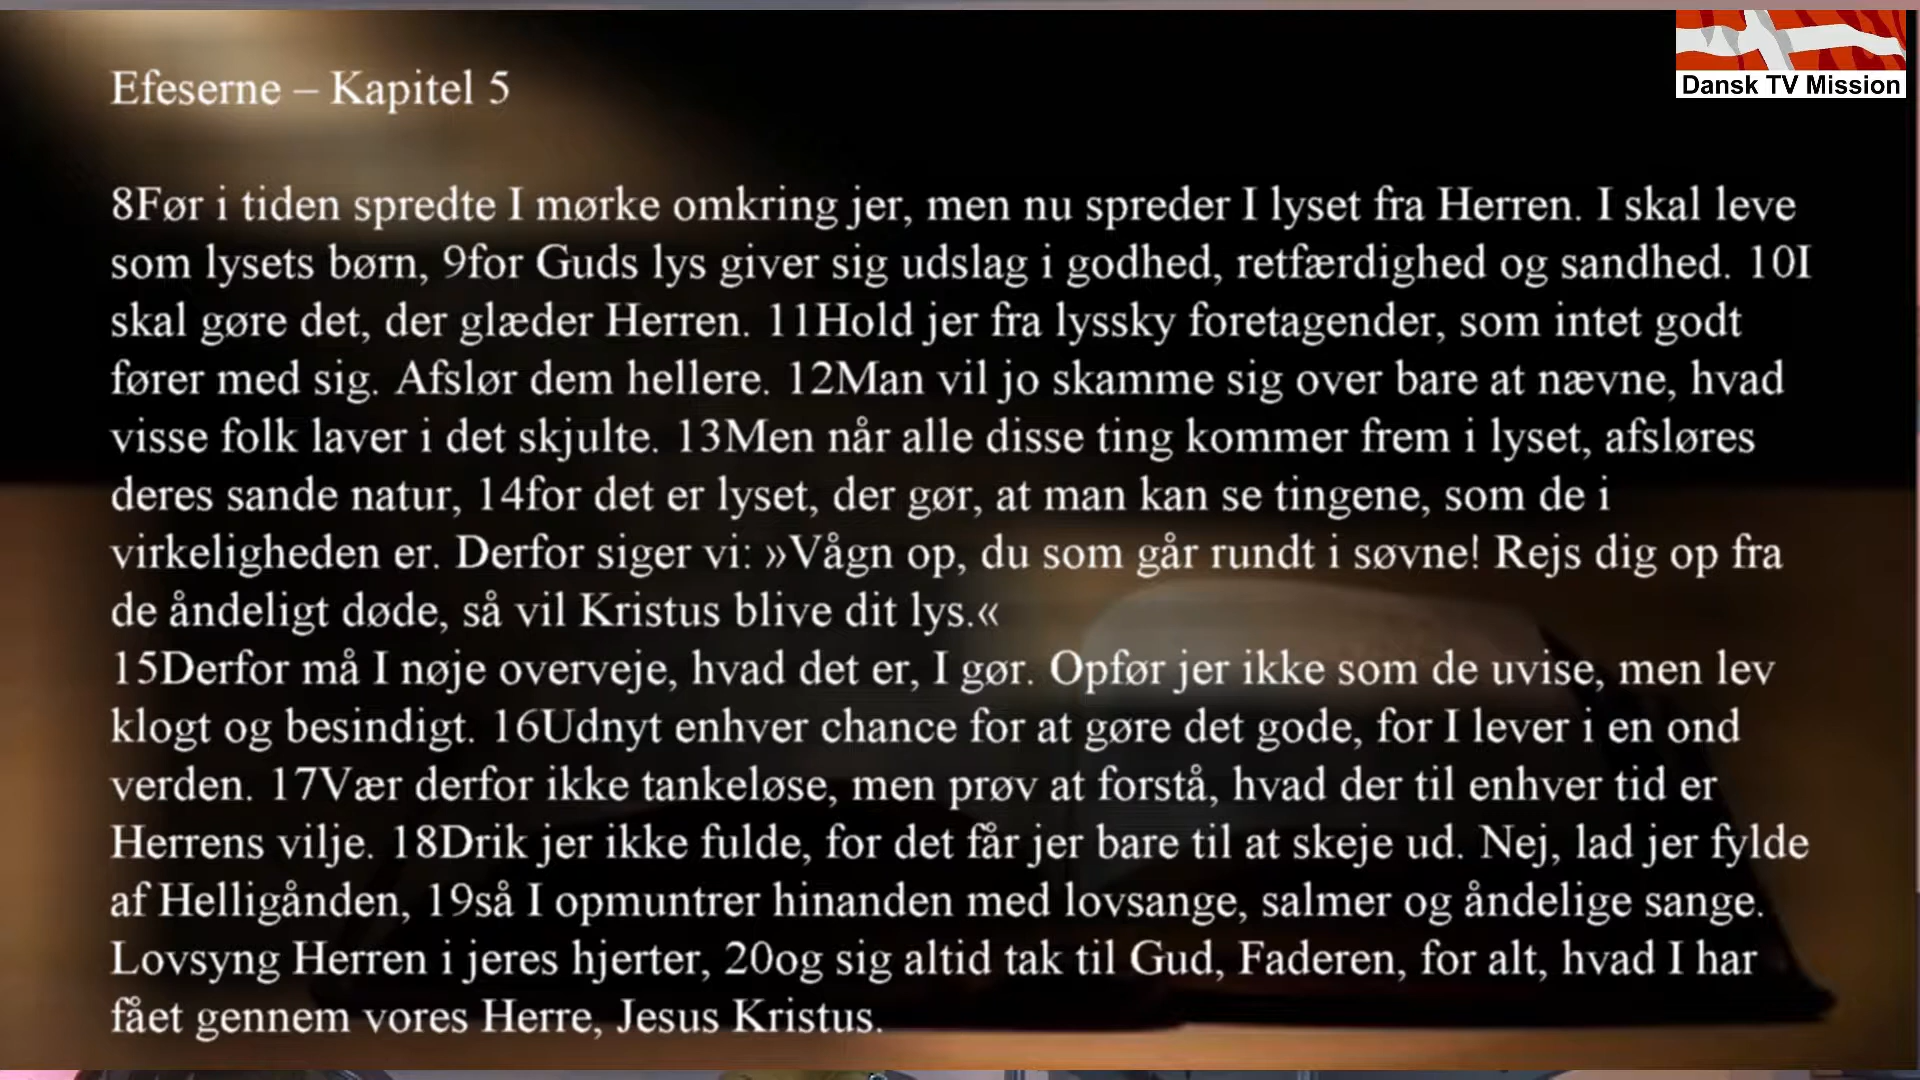 Dansk TV Mission
Efeserne – Kapitel 5
8Før i tiden spredte I mørke omkring jer, men nu spreder I lyset fra Herren. I skal leve
som lysets børn, 9for Guds lys giver sig udslag i godhed, retfærdighed og sandhed. 10I
skal gøre det, der glæder Herren. 11Hold jer fra lyssky foretagender, som intet godt
fører med sig. Afslør dem hellere. 12Man vil jo skamme sig over bare at nævne, hvad
visse folk laver i det skjulte. 13Men når alle disse ting kommer frem i lyset, afsløres
deres sande natur, 14for det er lyset, der gør, at man kan se tingene, som de i
virkeligheden er. Derfor siger vi: »Vågn op, du som går rundt i søvne! Rejs dig op fra
de åndeligt døde, så vil Kristus blive dit lys.«
15Derfor må I nøje overveje, hvad det er, I gør. Opfør jer ikke som de uvise, men lev
klogt og besindigt. 16Udnyt enhver chance for at gøre det gode, for I lever i en ond
verden. 17Vær derfor ikke tankeløse, men prøv at forstå, hvad der til enhver tid er
Herrens vilje. 18Drik jer ikke fulde, for det får jer bare til at skeje ud. Nej, lad jer fylde
af Helligånden, 19så I opmuntrer hinanden med lovsange, salmer og åndelige sange.
Lovsyng Herren i jeres hjerter, 20og sig altid tak til Gud, Faderen, for alt, hvad I har
fået gennem vores Herre, Jesus Kristus.